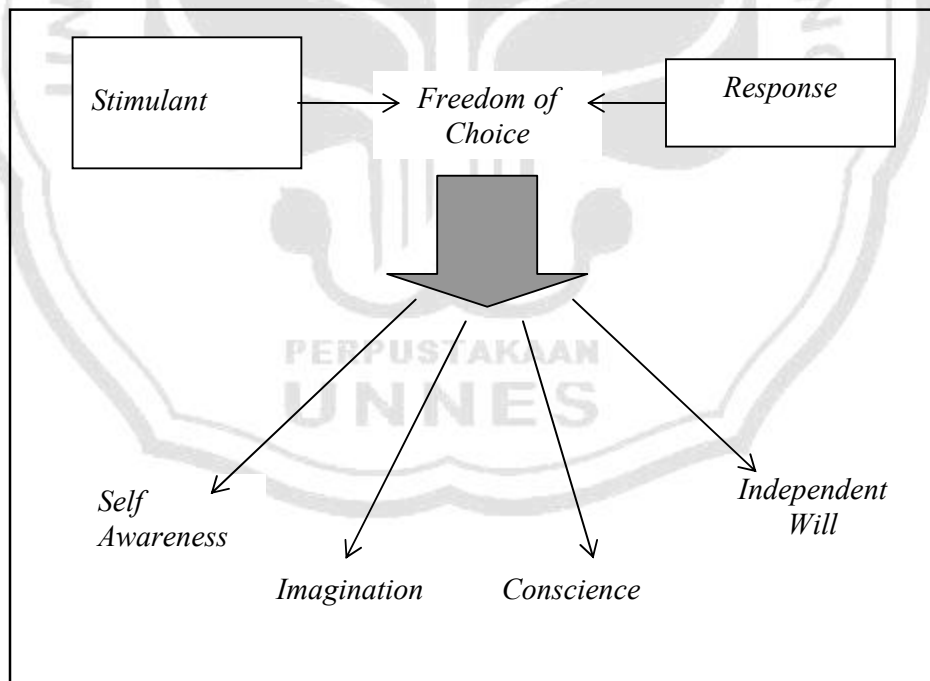 Stimulant
Freedom of
Choice
Response
PERPUSTAKAAN
UNNES
Self
Awareness
Independent
Will
Imagination
Conscience